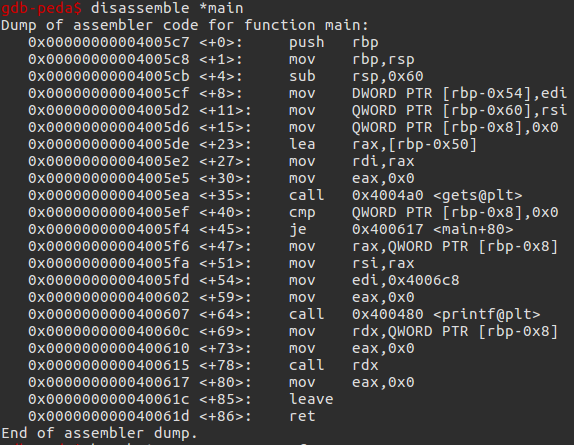 gdb-peda$ disassemble *main
Dump of assembler code for function main:
0x00000000004005c7 <+0>: push rbp
0x00000000004005c8 <+1>: mov rbp,rsp
0x00000000004005cb <+4>: sub rsp,0x60
0x00000000004005cf <+8>: mov DWORD PTR [rbp-0x54],edi
0x00000000004005d2 <+11>: mov QWORD PTR [rbp-0x60],rsi
0x00000000004005d6 <+15>: mov QWORD PTR [rbp-0x8],0x0
0x00000000004005de <+23>: lea rax,[rbp-0x50]
0x00000000004005e2 <+27>: mov rdi,rax
0x00000000004005e5 <+30>: mov eax,0x0
0x00000000004005ea <+35>: call 0x4004a0 <gets@plt>
0x00000000004005ef <+40>: cmp QWORD PTR [rbp-0x8],0x0
0x00000000004005f4 <+45>: je 0x400617 <main+80>
0x00000000004005f6 <+47>: mov rax,QWORD PTR [rbp-0x8]
0x00000000004005fa <+51>: mov rsi,rax
0x00000000004005fd <+54>: mov edi,0x4006c8
0x0000000000400602 <+59>: mov eax,0x0
0x0000000000400607 <+64>: call 0x400480 <printf@plt>
0x000000000040060c <+69>: mov rdx,QWORD PTR [rbp-0x8]
0x0000000000400610 <+73>: mov eax,0x0
0x0000000000400615 <+78>: call rdx
0x0000000000400617 <+80>: mov eax,0x0
0x000000000040061c <+85>: leave
0x000000000040061d <+86>: ret
End of assembler dump.